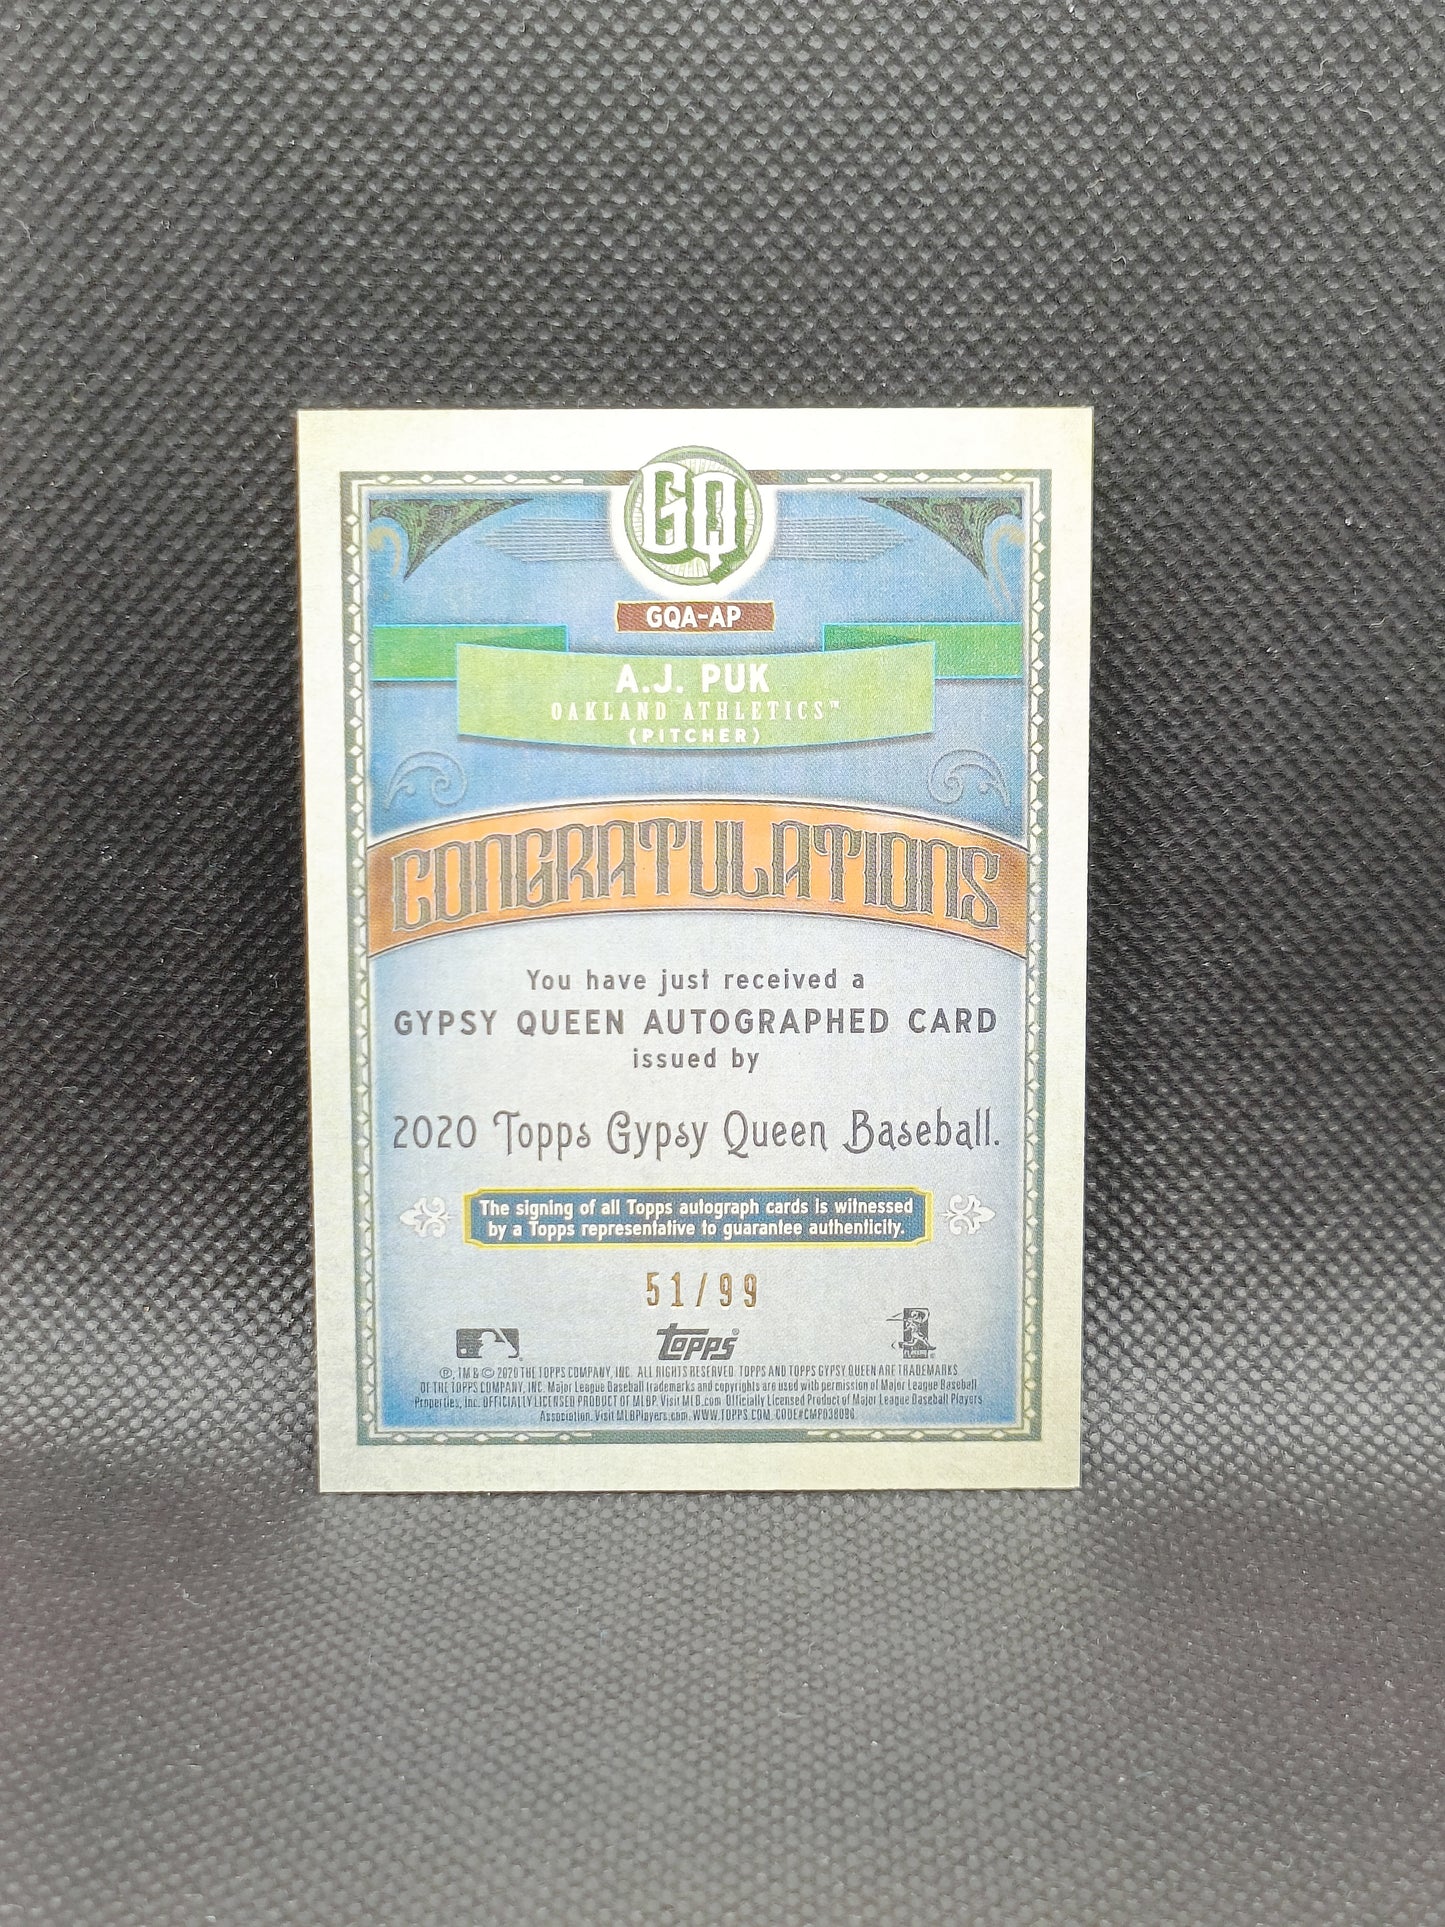 GQ
GQA-AP
A.J. PUK
OAKLAND ATHLETICS™
(PITCHER)
CONGRATULATIONS
You have just received a
GYPSY QUEEN AUTOGRAPHED CARD
issued by
2020 Topps Gypsy Queen Baseball.
The signing of all Topps autograph cards is witnessed
by a Topps representative to guarantee authenticity.
51/99
topps®
®, TM & © 2020 THE TOPPS COMPANY, INC. ALL RIGHTS RESERVED. TOPPS AND TOPPS GYPSY QUEEN ARE TRADEMARKS
OF THE TOPPS COMPANY, INC. Major League Baseball trademarks and copyrights are used with permission of Major League Baseball
Properties, Inc. OFFICIALLY LICENSED PRODUCT OF MLBP. Visit MLB.com Officially Licensed Product of Major League Baseball Players
Association. Visit MLBPlayers.com. WWW.TOPPS.COM.